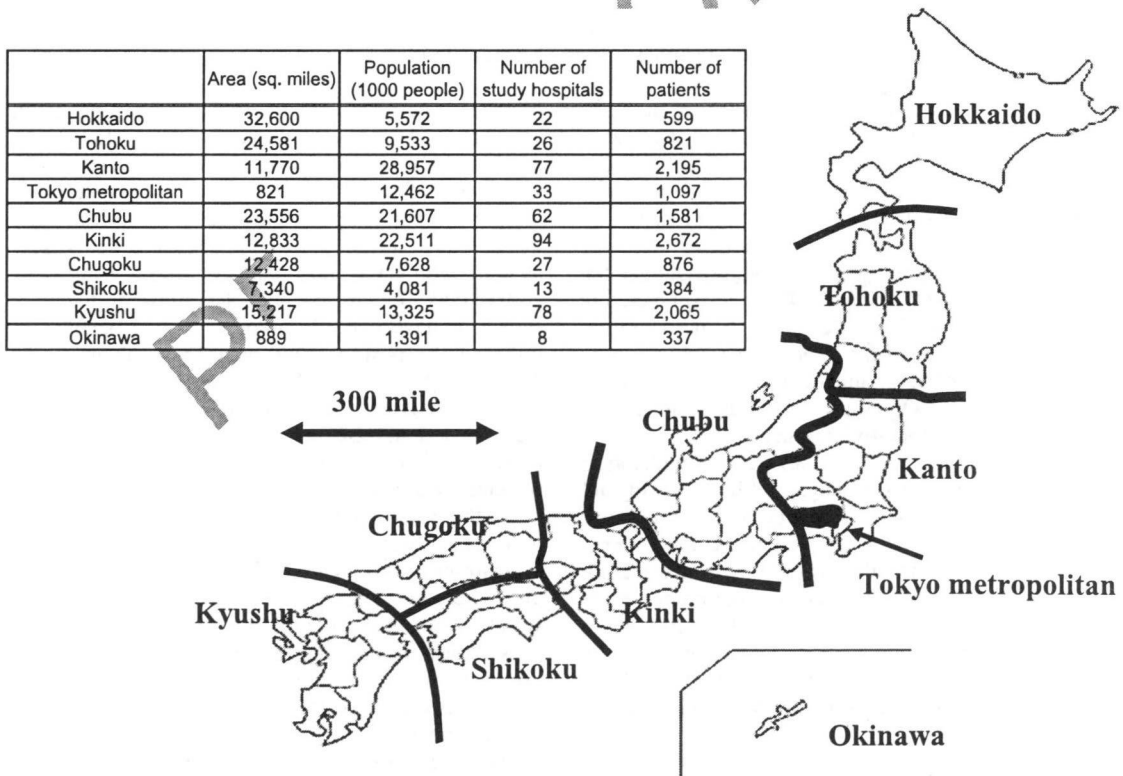 Area (sq. miles) Population (1000 people) Number of study hospitals Number of patients
Hokkaido 32,600 5,572 22 599
Tohoku 24,581 9,533 26 821
Kanto 11,770 28,957 77 2,195
Tokyo metropolitan 821 12,462 33 1,097
Chubu 23,556 21,607 62 1,581
Kinki 12,833 22,511 94 2,672
Chugoku 12,428 7,628 27 876
Shikoku 7,340 4,081 13 384
Kyushu 15,217 13,325 78 2,065
Okinawa 889 1,391 8 337
Hokkaido
Tohoku
300 mile
Chubu
Kanto
Chugoku
Tokyo metropolitan
Kyushu
Kinki
Shikoku
Okinawa